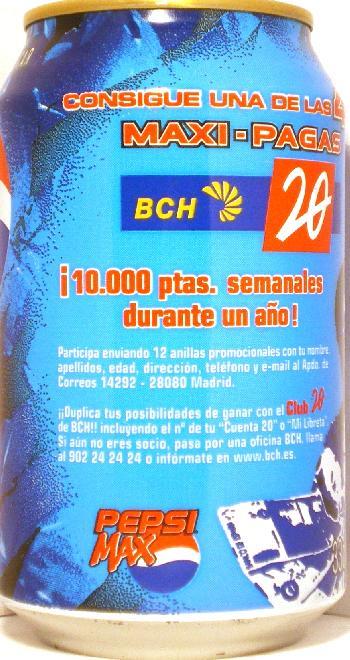 CONSIGUE UNA DE LAS
MAXI-PAGAS
BCH 20
¡10.000 ptas. semanales
durante un año!
Participa enviando 12 anillas promocionales con tu nombre,
apellidos, edad, dirección, teléfono y e-mail al Apdo. de
Correos 14292 - 28080 Madrid.
¡¡Duplica tus posibilidades de ganar con el Club 20
de BCH!! incluyendo el nº de tu "Cuenta 20" o "Mi Libreta".
Si aún no eres socio, pasa por una oficina BCH, llama
al 902 24 24 24 o infórmate en www.bch.es.
PEPSI
MAX